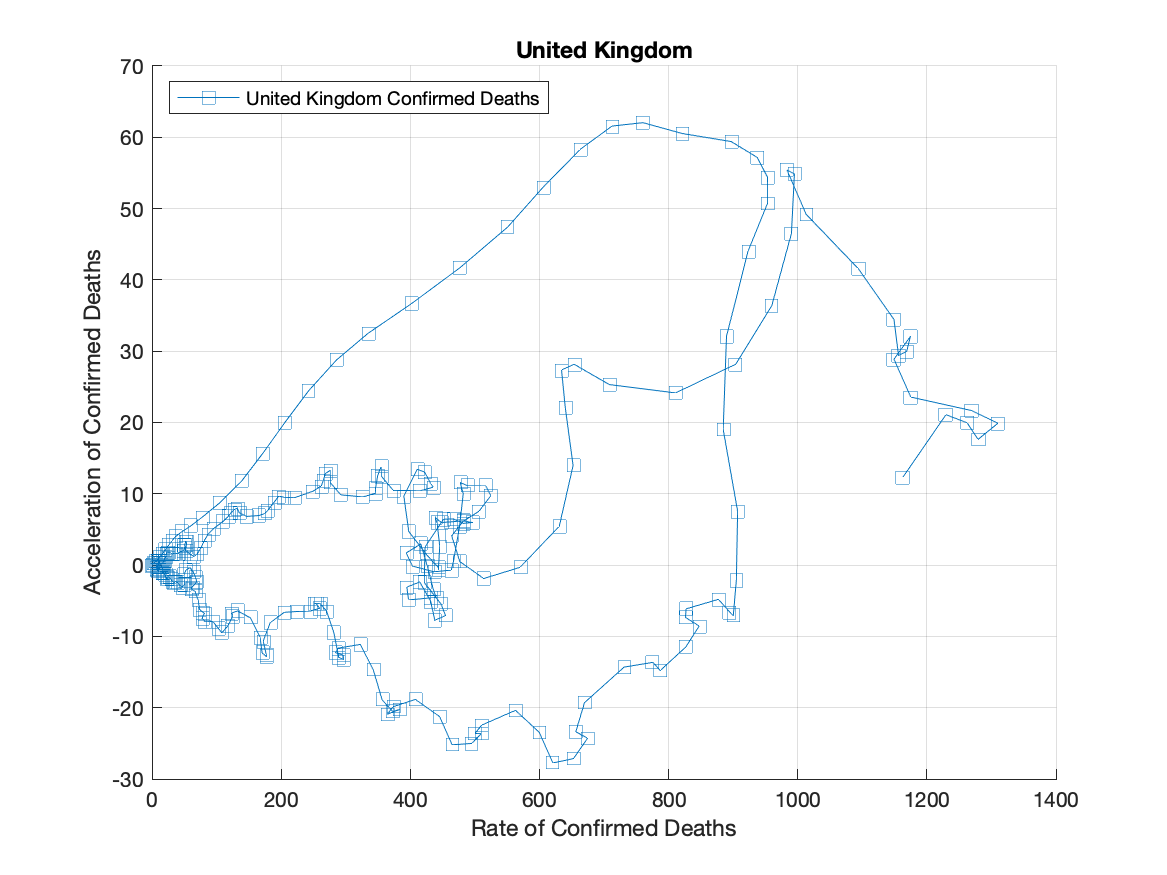 United Kingdom
70
United Kingdom Confirmed Deaths
60
50
40
30
20
10
0
-10
-20
-30
Acceleration of Confirmed Deaths
0 200 400 600 800 1000 1200 1400
Rate of Confirmed Deaths